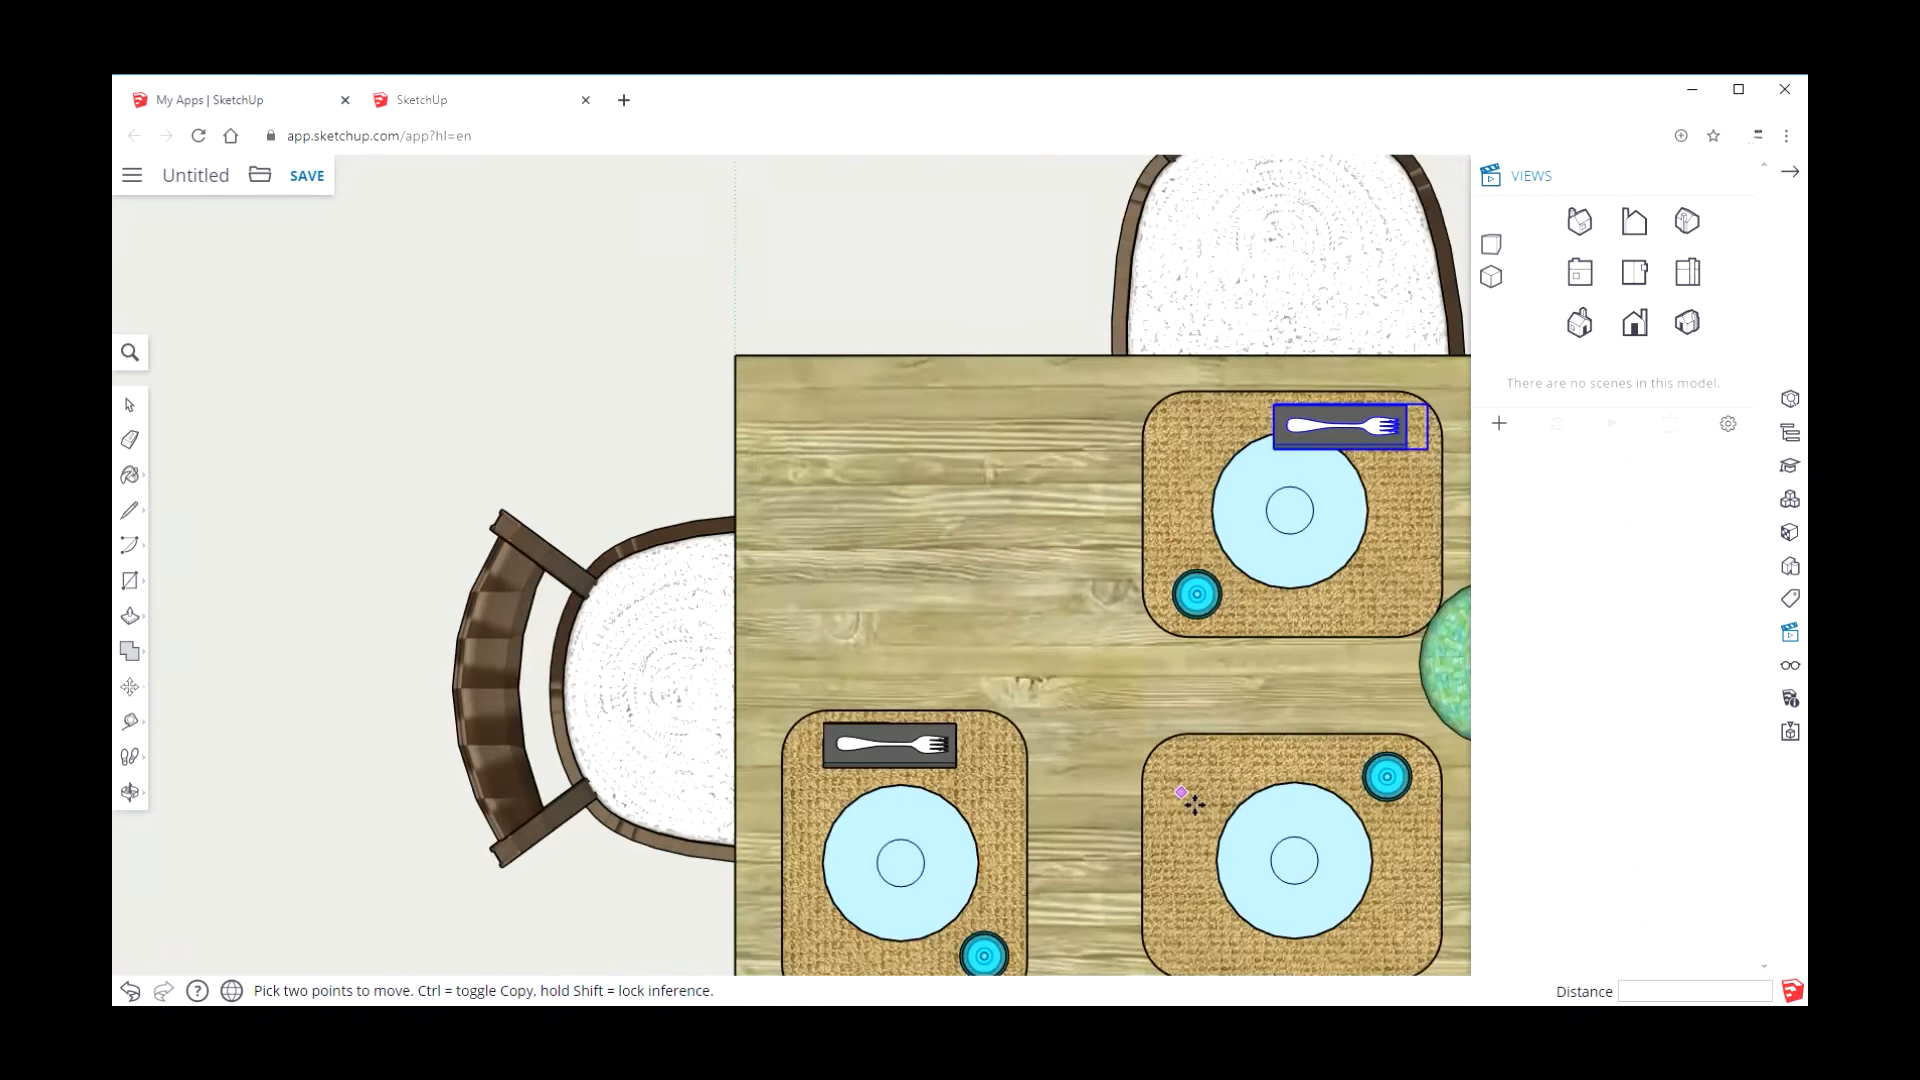 My Apps | SketchUp
SketchUp
app.sketchup.com/app?hl=en
Untitled
SAVE
VIEWS
There are no scenes in this model.
Pick two points to move. Ctrl = toggle Copy, hold Shift = lock inference.
Distance